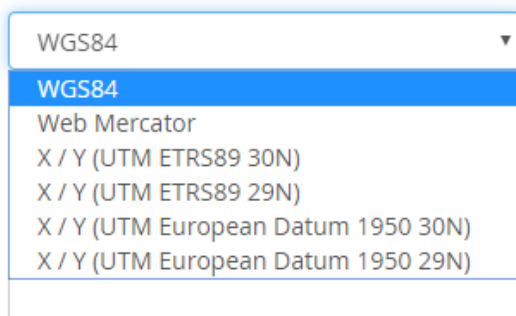 WGS84
WGS84
Web Mercator
X / Y (UTM ETRS89 30N)
X / Y (UTM ETRS89 29N)
X / Y (UTM European Datum 1950 30N)
X / Y (UTM European Datum 1950 29N)